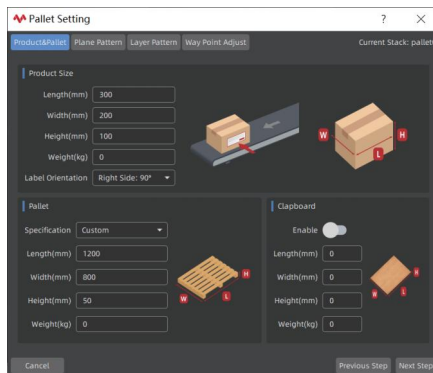 Pallet Setting
Product&Pallet Plane Pattern Layer Pattern Way Point Adjust Current Stack: pallet
Product Size
Length(mm) 300
Width(mm) 200
Height(mm) 100
Weight(kg) 0
Label Orientation Right Side: 90°
W H L
Pallet
Specification Custom
Length(mm) 1200
Width(mm) 800
Height(mm) 50
Weight(kg) 0
W L H
Clapboard
Enable
Length(mm) 0
Width(mm) 0
Height(mm) 0
Weight(kg) 0
W L H
Cancel Previous Step Next Step